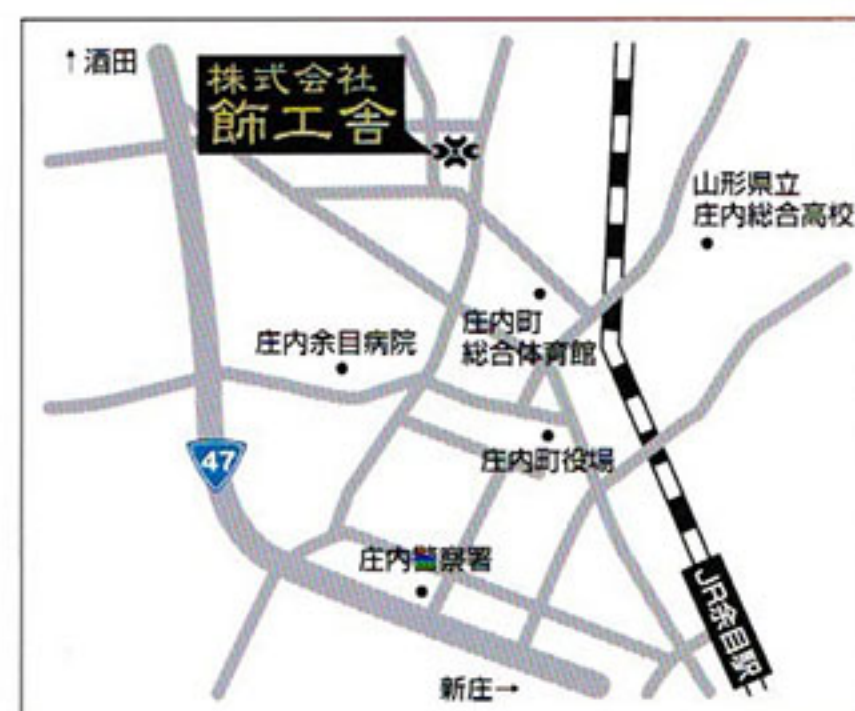 ↑酒田
株式会社
飾工舎
山形県立
庄内総合高校
庄内町
総合体育館
庄内余目病院
47
庄内町役場
庄内警察署
JR余目駅
新庄→